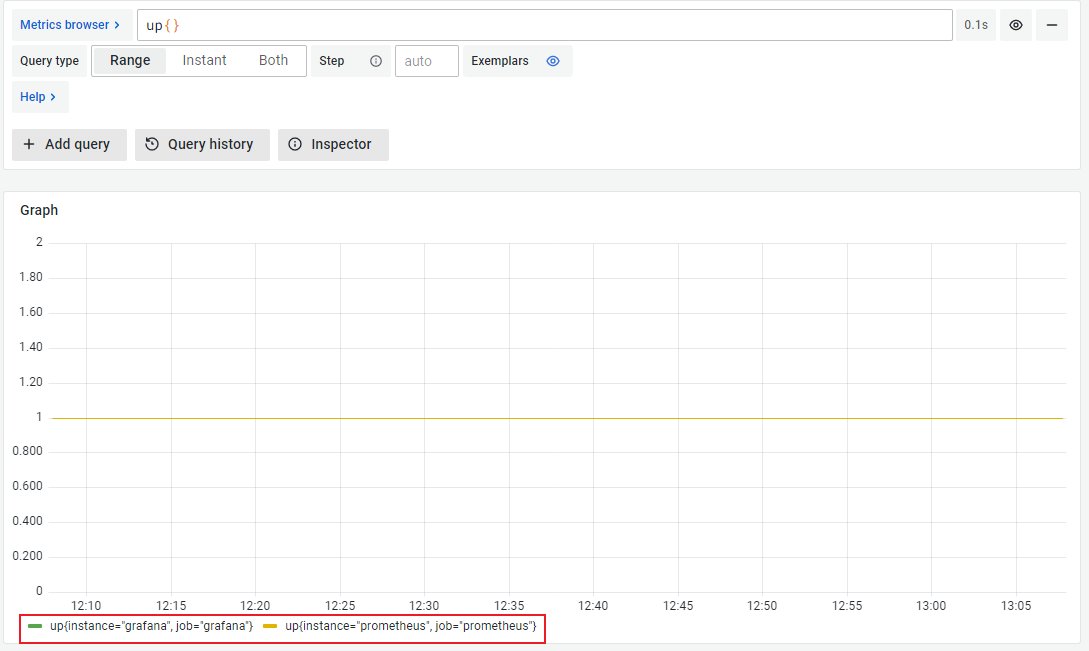 Metrics browser > up{} 0.1s
Query type Range Instant Both Step auto Exemplars
Help >
+ Add query Query history Inspector
Graph
2
1.80
1.60
1.40
1.20
1
0.800
0.600
0.400
0.200
0
12:10 12:15 12:20 12:25 12:30 12:35 12:40 12:45 12:50 12:55 13:00 13:05
up{instance="grafana", job="grafana"} up{instance="prometheus", job="prometheus"}